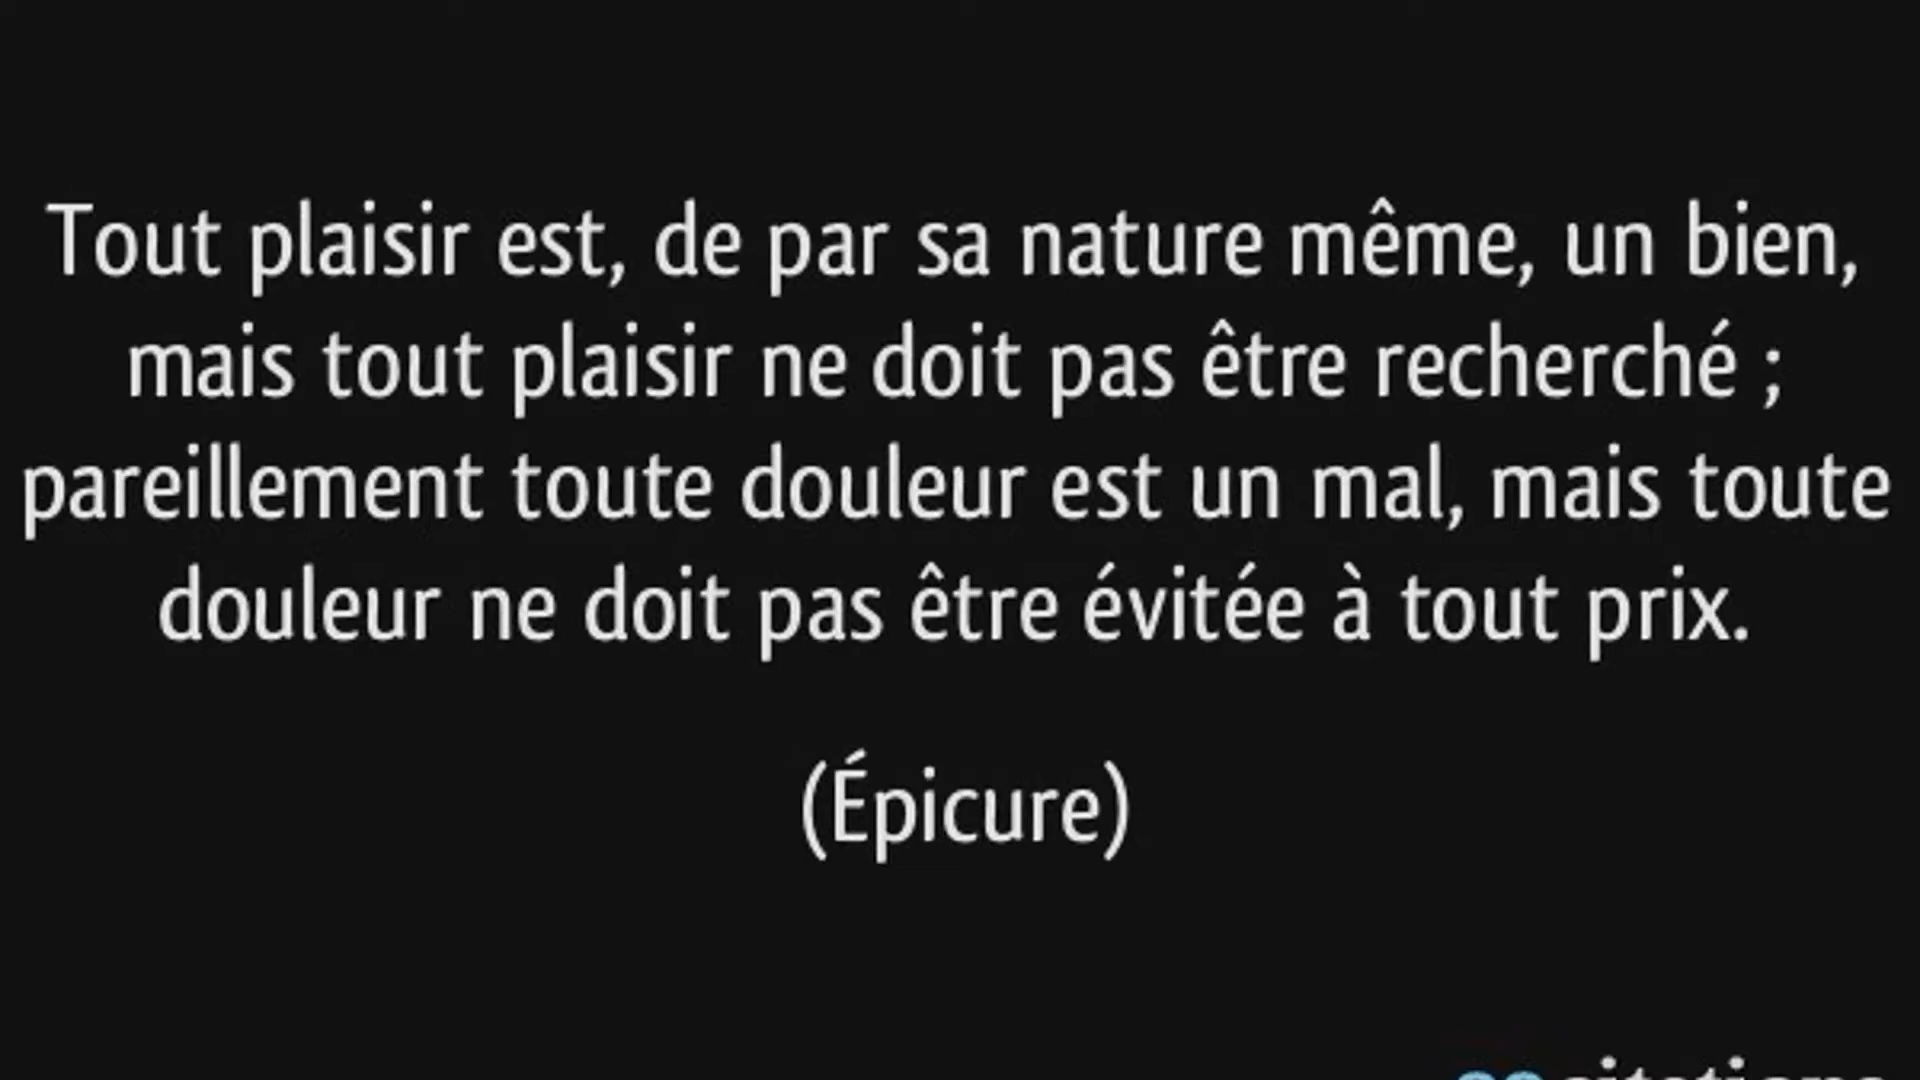 Tout plaisir est, de par sa nature même, un bien,
mais tout plaisir ne doit pas être recherché ;
pareillement toute douleur est un mal, mais toute
douleur ne doit pas être évitée à tout prix.
(Épicure)